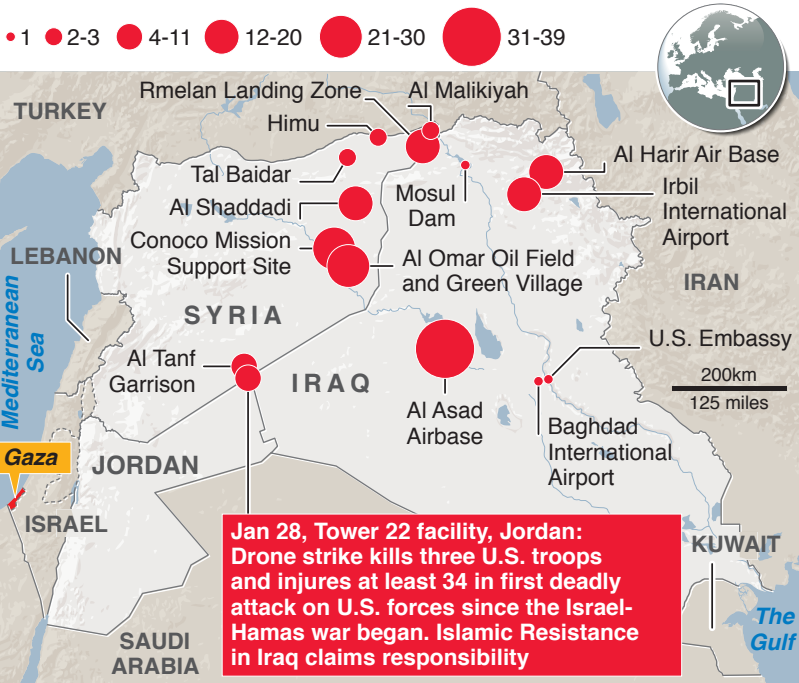 1
2-3
4-11
12-20
21-30
31-39
TURKEY
Rmelan Landing Zone
Al Malikiyah
Himu
Tal Baidar
Al Shaddadi
Mosul
Dam
Al Harir Air Base
Irbil
International
Airport
LEBANON
Conoco Mission
Support Site
Al Omar Oil Field
and Green Village
IRAN
Mediterranean
Sea
SYRIA
U.S. Embassy
Al Tanf
Garrison
IRAQ
200km
125 miles
Al Asad
Airbase
Baghdad
International
Airport
Gaza
JORDAN
ISRAEL
Jan 28, Tower 22 facility, Jordan:
Drone strike kills three U.S. troops
and injures at least 34 in first deadly
attack on U.S. forces since the Israel-
Hamas war began. Islamic Resistance
in Iraq claims responsibility
KUWAIT
The
Gulf
SAUDI
ARABIA